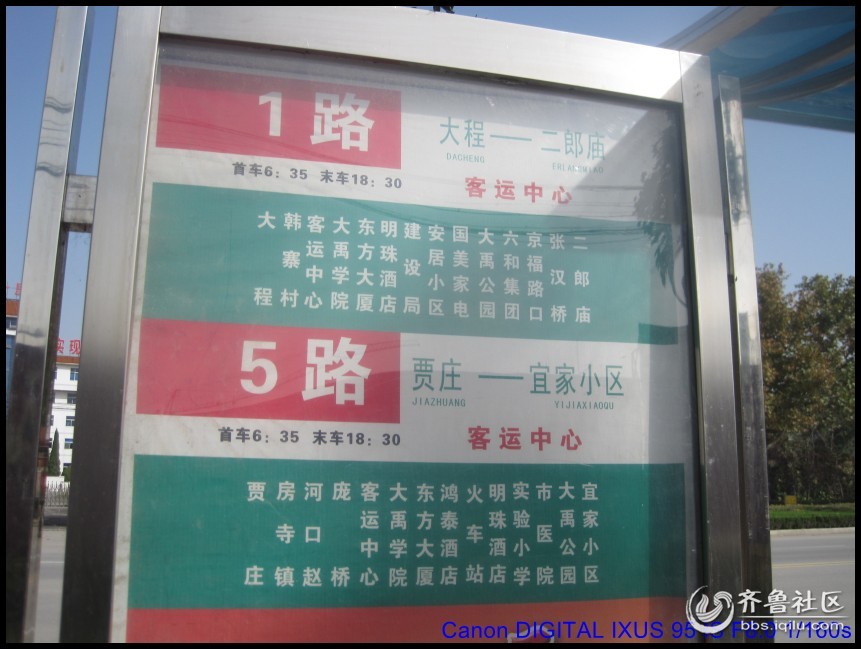 1路
大程——二郎庙
DACHENG ERLANGMIAO
首车6：35 末车18：30
客运中心
大程
韩寨村
客运中心
大禹学院
东方大厦
明珠酒店
建设局
安居小区
国美家电
大禹公园
六和集团
京福路口
张汉桥
二郎庙
5路
贾庄——宜家小区
JIAZHUANG YIJIAXIAOQU
首车6：35 末车18：30
客运中心
贾庄
房寺镇
河口赵
庞桥
客运中心
大禹学院
东方大厦
鸿泰酒店
火车站
明珠酒店
实验小学
市医院
大禹公园
宜家小区
实现
齐鲁社区
bbs.iqilu.com
Canon DIGITAL IXUS 95 IS 1/160s